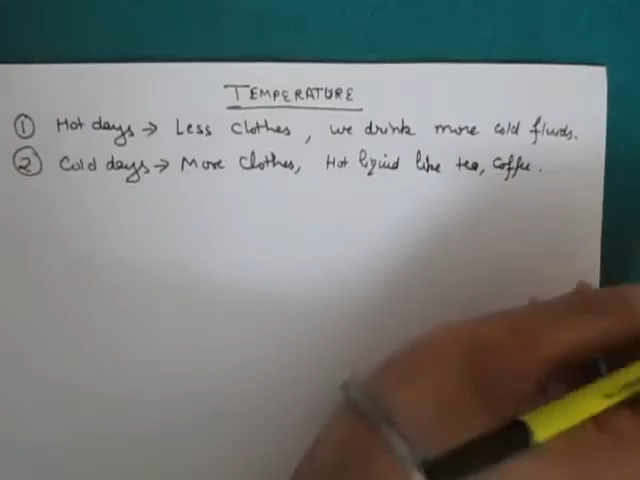 TEMPERATURE
① Hot days → Less clothes, we drink more cold fluids.
② Cold days → More clothes, Hot liquid like tea, coffee.